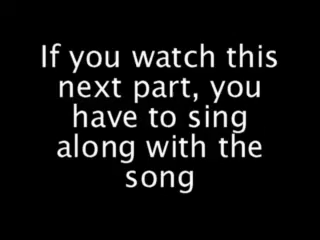 If you watch this
next part, you
have to sing
along with the
song